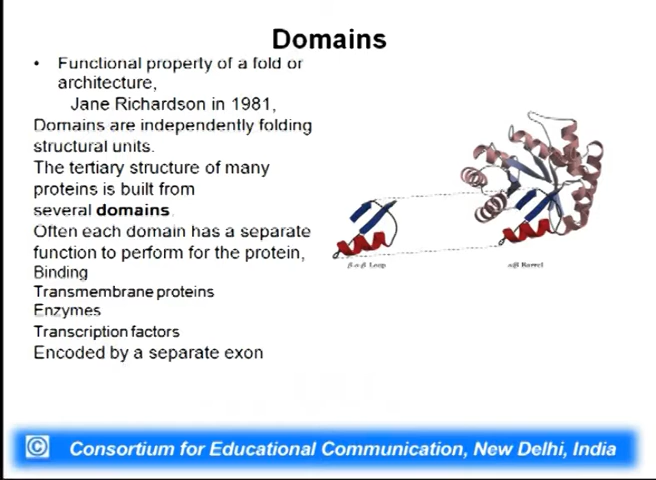 Domains
• Functional property of a fold or
architecture,
Jane Richardson in 1981,
Domains are independently folding
structural units.
The tertiary structure of many
proteins is built from
several domains.
Often each domain has a separate
function to perform for the protein,
Binding
Transmembrane proteins
Enzymes
Transcription factors
Encoded by a separate exon
β-α-β Loop
α/β Barrel
© Consortium for Educational Communication, New Delhi, India